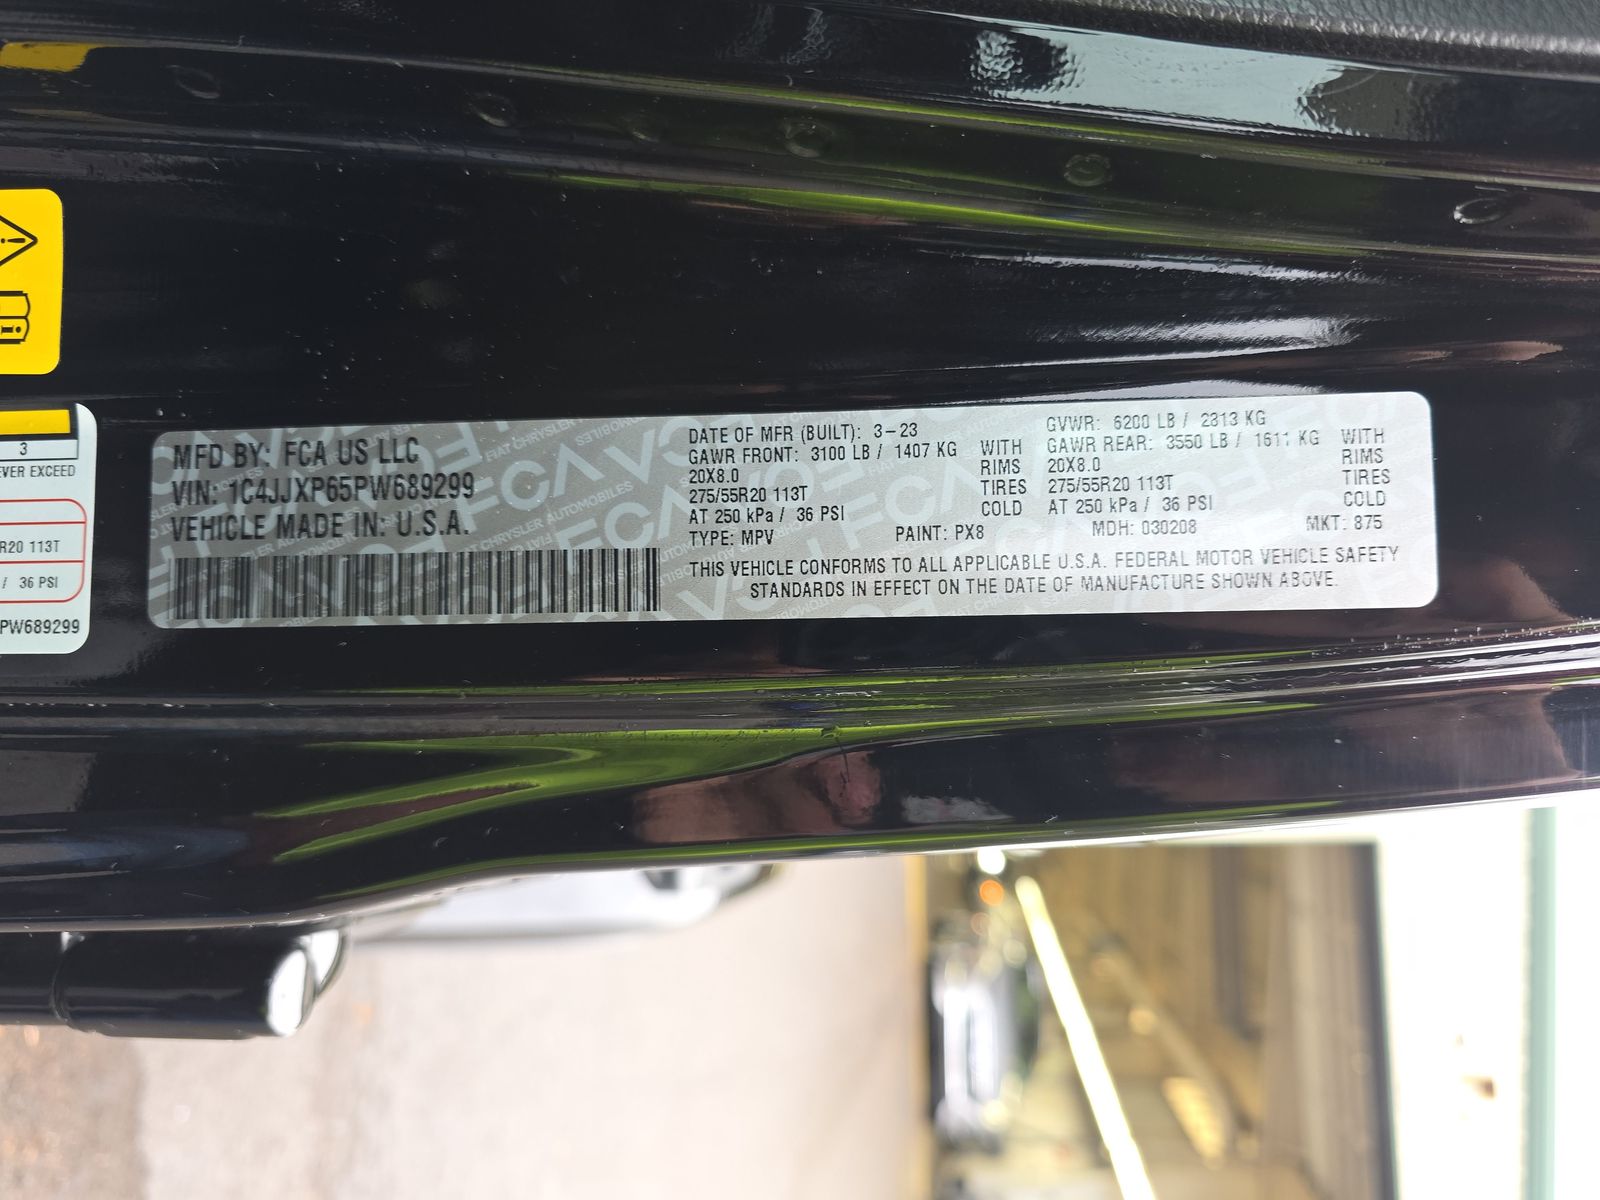 3
EVER EXCEED
R20 113T
/ 36 PSI
PW689299
MFD BY: FCA US LLC
VIN: 1C4JJXP65PW689299
VEHICLE MADE IN: U.S.A.
DATE OF MFR (BUILT): 3-23
GAWR FRONT: 3100 LB / 1407 KG WITH
20X8.0 RIMS
275/55R20 113T TIRES
AT 250 kPa / 36 PSI COLD
GVWR: 6200 LB / 2313 KG
GAWR REAR: 3550 LB / 1611 KG WITH
20X8.0 RIMS
275/55R20 113T TIRES
AT 250 kPa / 36 PSI COLD
TYPE: MPV PAINT: PX8 MDH: 030208 MKT: 875
THIS VEHICLE CONFORMS TO ALL APPLICABLE U.S.A. FEDERAL MOTOR VEHICLE SAFETY
STANDARDS IN EFFECT ON THE DATE OF MANUFACTURE SHOWN ABOVE.